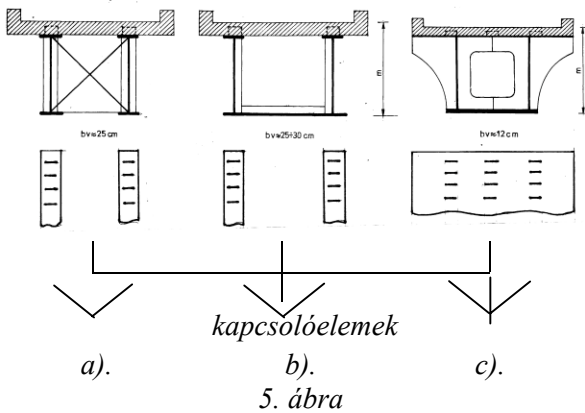 m
m
bv≈25 cm
bv≈25÷30 cm
bv≈12 cm
kapcsolóelemek
a).
b).
c).
5. ábra